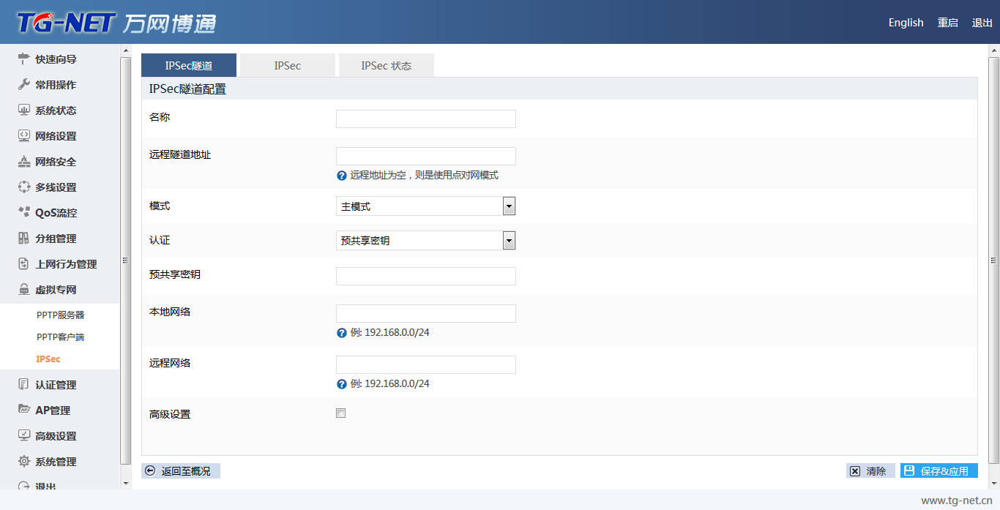 TG-NET 万网博通
English 重启 退出
快速向导
常用操作
系统状态
网络设置
网络安全
多线设置
QoS流控
分组管理
上网行为管理
虚拟专网
PPTP服务器
PPTP客户端
IPSec
认证管理
AP管理
高级设置
系统管理
退出
IPSec隧道 IPSec IPSec 状态
IPSec隧道配置
名称
远程隧道地址
远程地址为空，则是使用点对网模式
模式 主模式
认证 预共享密钥
预共享密钥
本地网络
例: 192.168.0.0/24
远程网络
例: 192.168.0.0/24
高级设置
返回至概况 清除 保存&应用
www.tg-net.cn